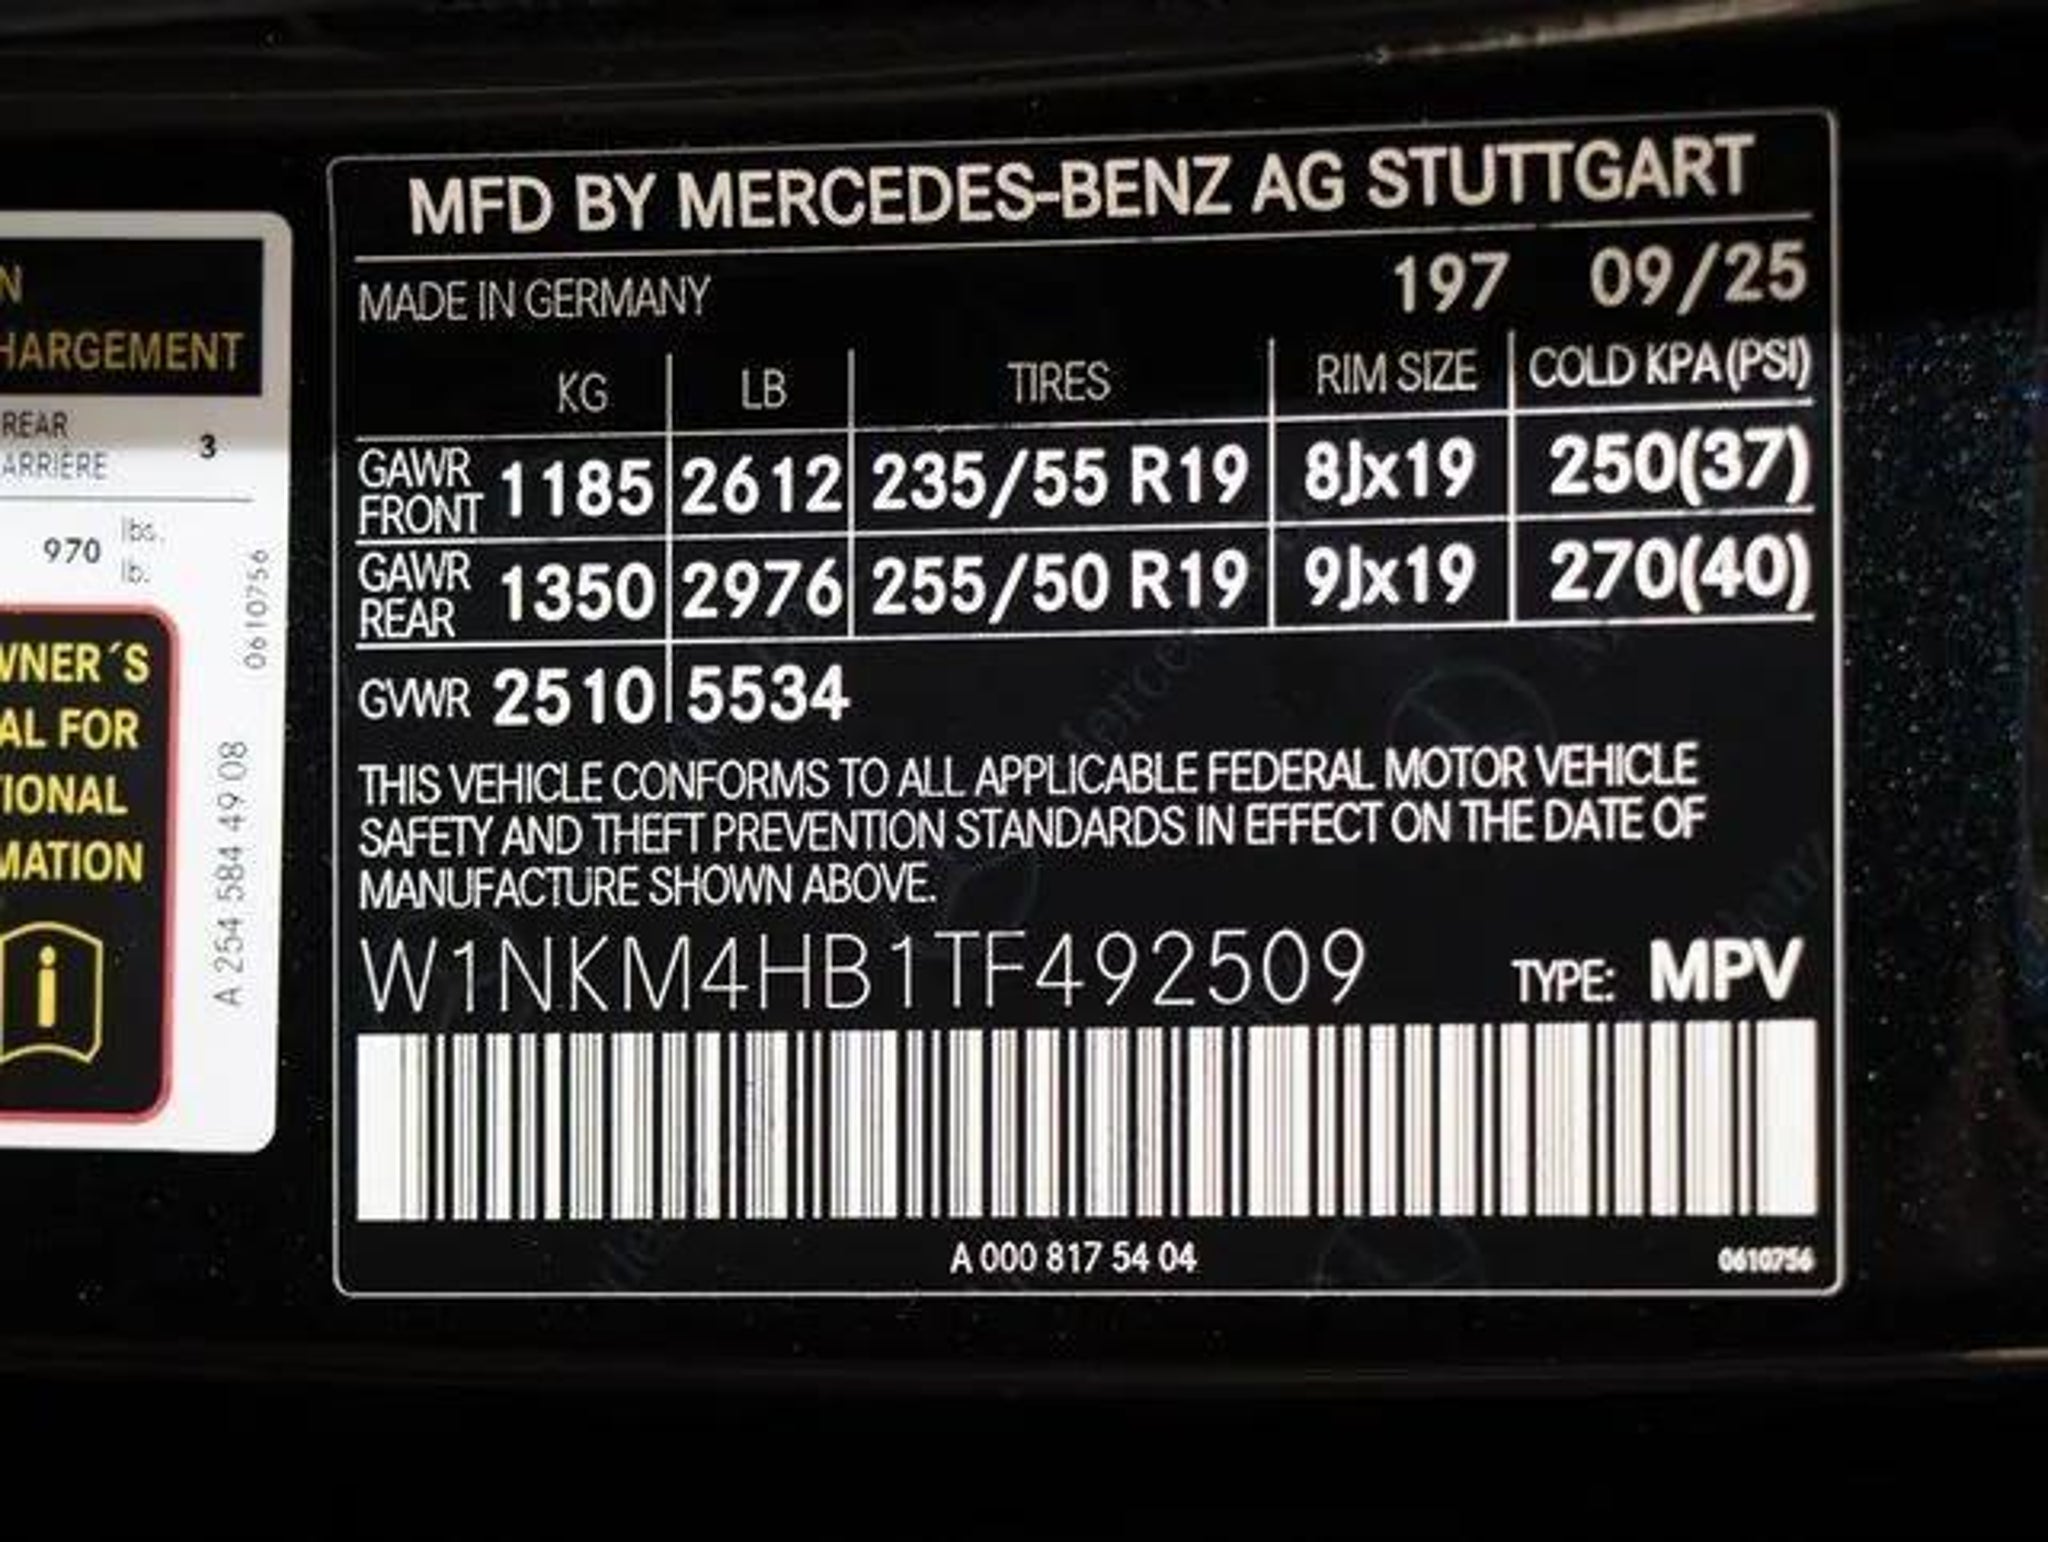 N
HARGEMENT
REAR
ARRIÈRE
3
970 lbs.
lb.
0610756
A 254 584 49 08
WNER´S
AL FOR
TIONAL
MATION
i
MFD BY MERCEDES-BENZ AG STUTTGART
MADE IN GERMANY 197 09/25
KG LB TIRES RIM SIZE COLD KPA (PSI)
GAWR FRONT 1185 2612 235/55 R19 8Jx19 250(37)
GAWR REAR 1350 2976 255/50 R19 9Jx19 270(40)
GVWR 2510 5534
THIS VEHICLE CONFORMS TO ALL APPLICABLE FEDERAL MOTOR VEHICLE
SAFETY AND THEFT PREVENTION STANDARDS IN EFFECT ON THE DATE OF
MANUFACTURE SHOWN ABOVE.
W1NKM4HB1TF492509 TYPE: MPV
A 000 817 54 04 0610756